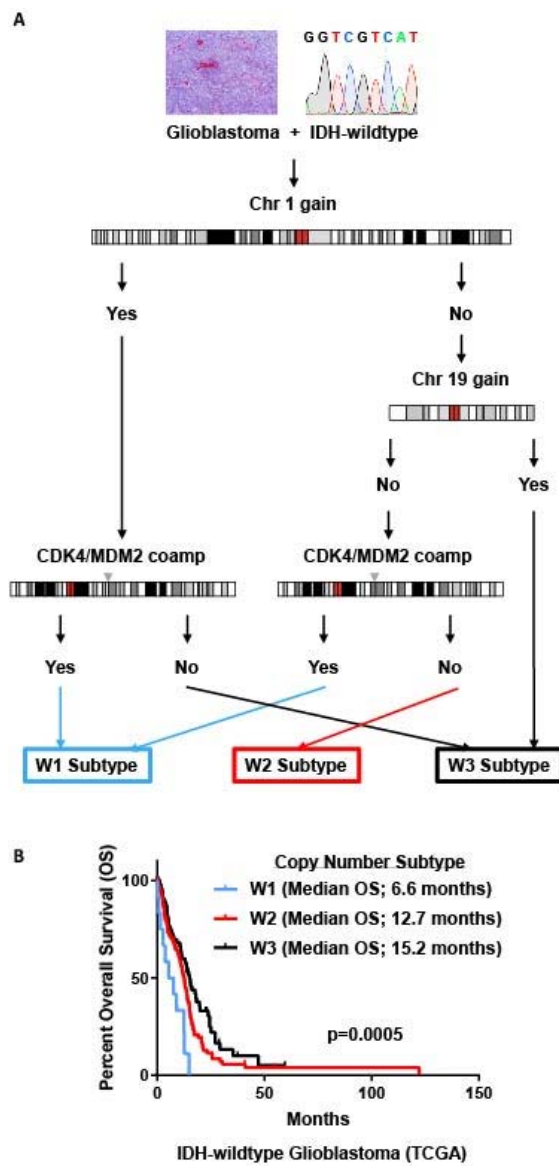 A
G G T C G T C A T
Glioblastoma + IDH-wildtype
Chr 1 gain
Yes
No
Chr 19 gain
No
Yes
CDK4/MDM2 coamp
CDK4/MDM2 coamp
Yes
No
Yes
No
W1 Subtype
W2 Subtype
W3 Subtype
B
Percent Overall Survival (OS)
100
50
0
Copy Number Subtype
W1 (Median OS; 6.6 months)
W2 (Median OS; 12.7 months)
W3 (Median OS; 15.2 months)
p=0.0005
0
50
100
150
Months
IDH-wildtype Glioblastoma (TCGA)